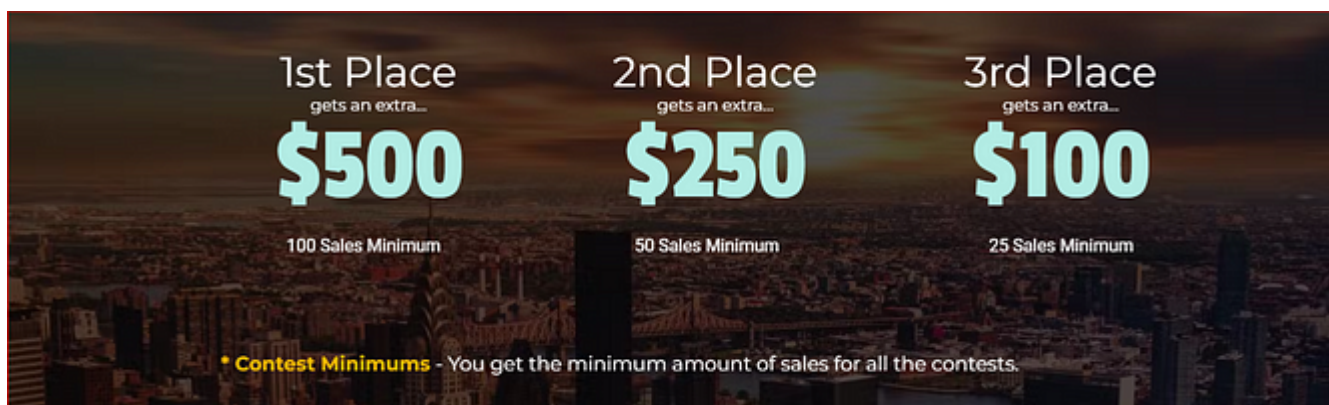 1st Place
gets an extra...
$500
100 Sales Minimum
2nd Place
gets an extra...
$250
50 Sales Minimum
3rd Place
gets an extra...
$100
25 Sales Minimum
* Contest Minimums - You get the minimum amount of sales for all the contests.